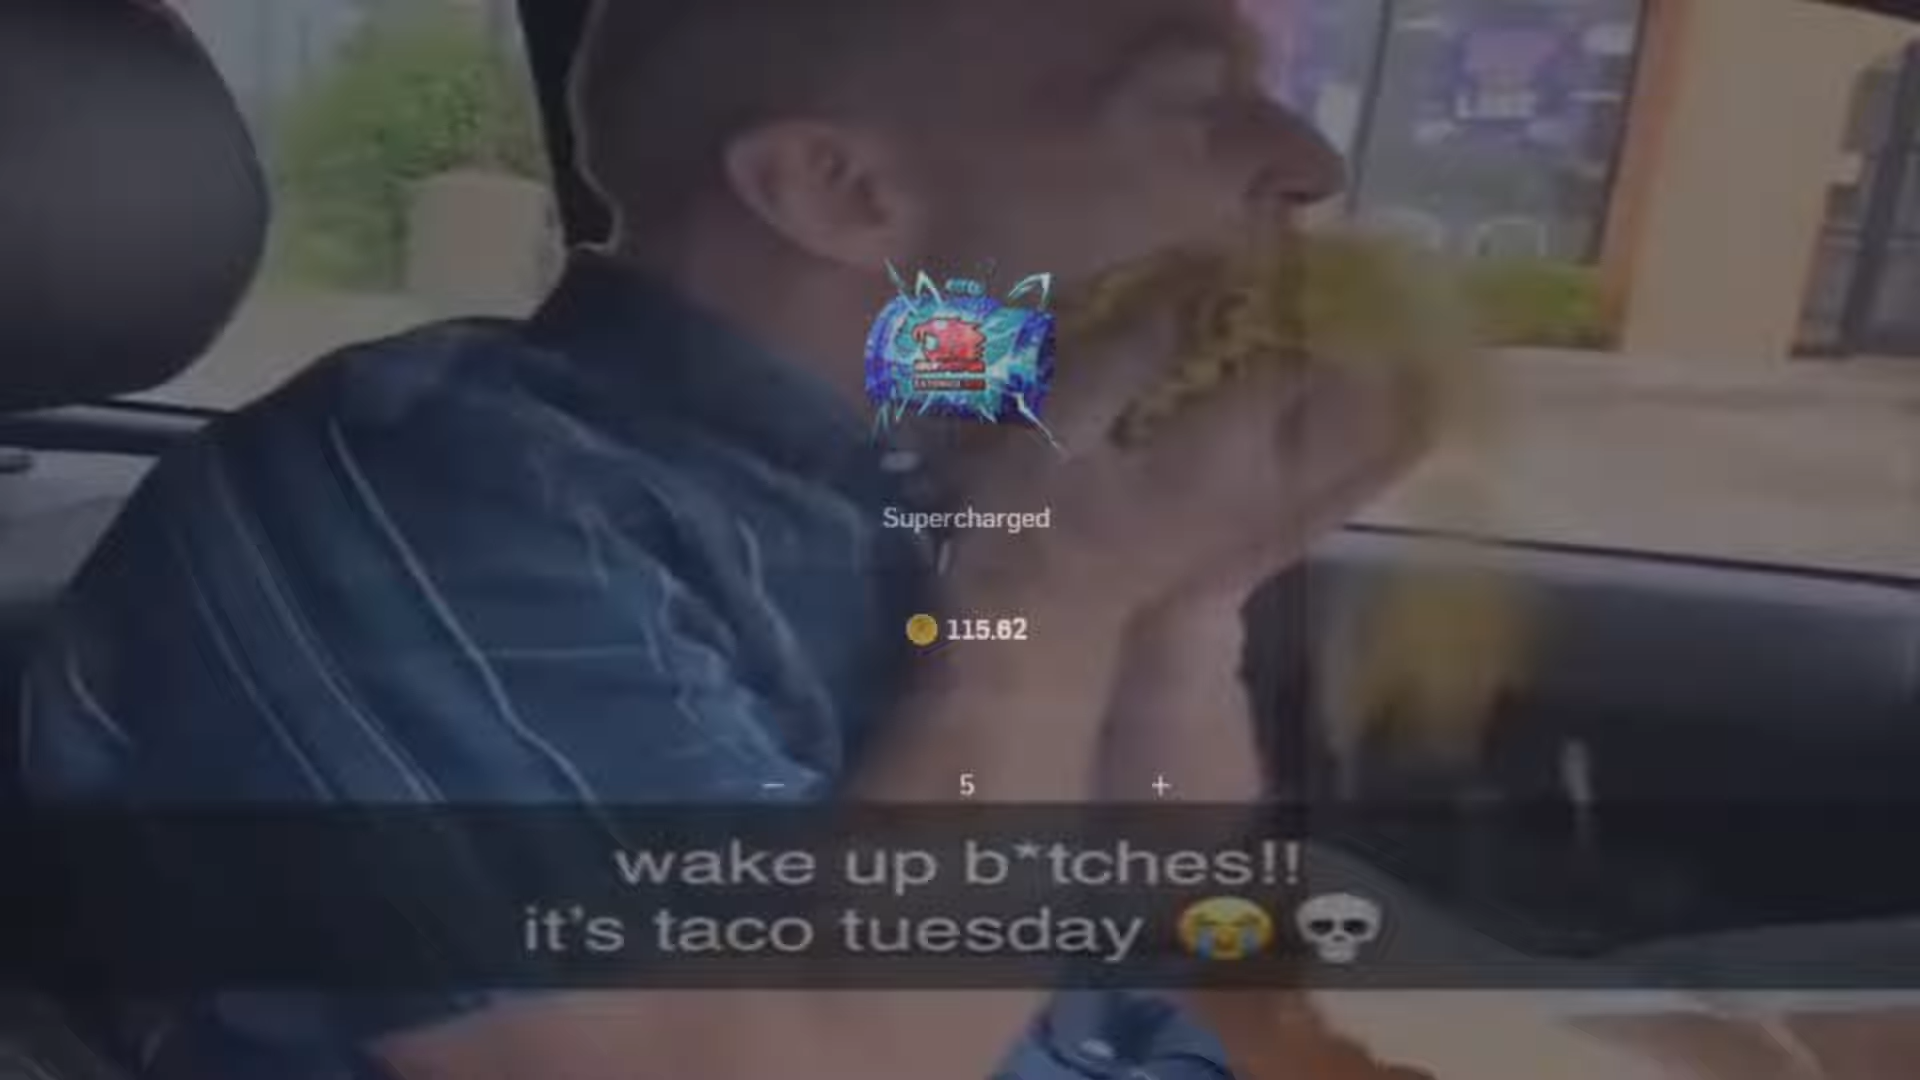 Supercharged
115.62
− 5 +
wake up b*tches!!
it's taco tuesday 😭💀